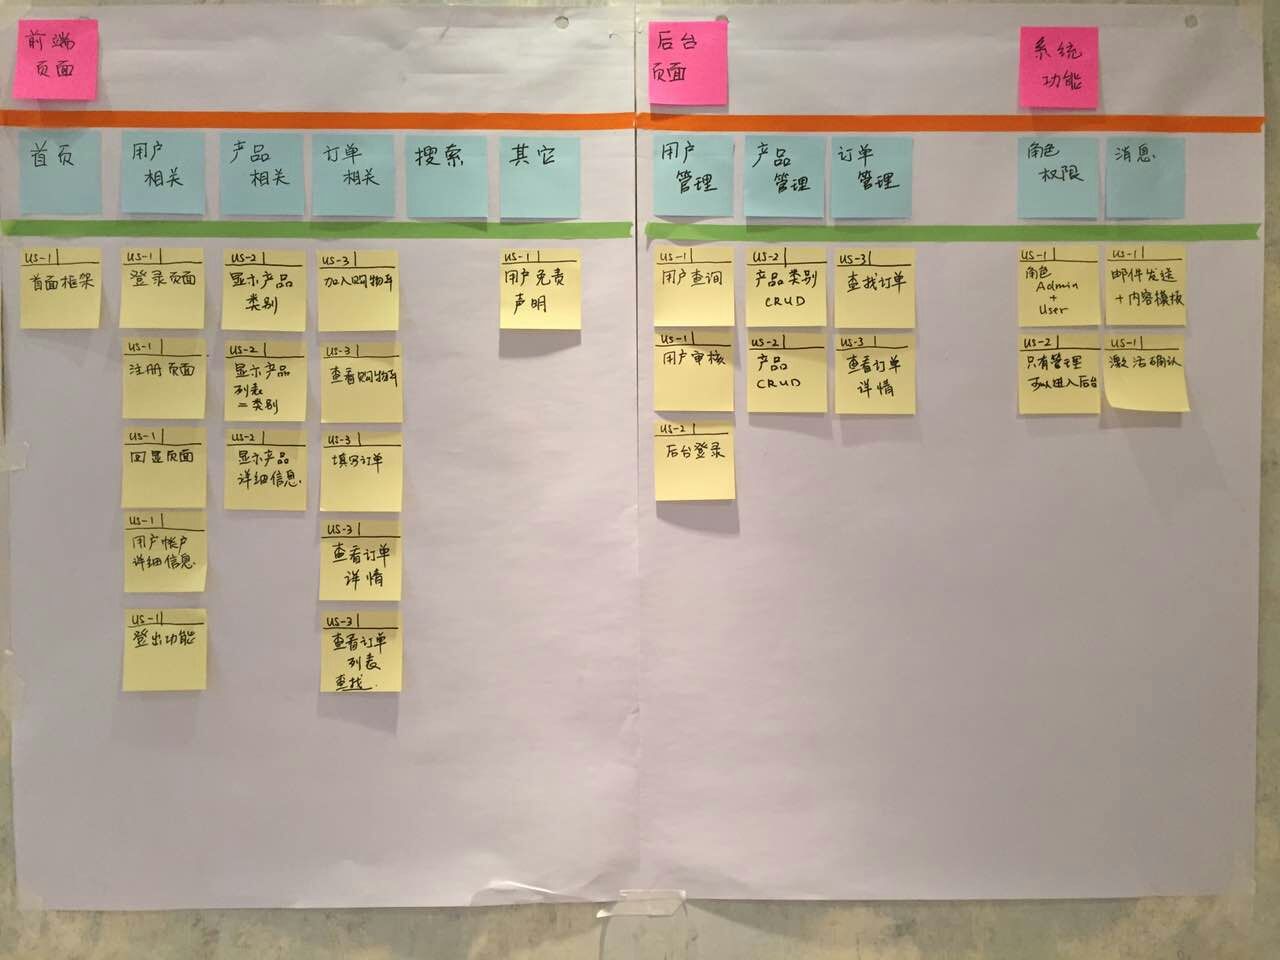 前端
页面
后台
页面
系统
功能
首页
用户
相关
产品
相关
订单
相关
搜索
其它
用户
管理
产品
管理
订单
管理
角色
权限
消息
US-1
首面框架
US-1
登录页面
US-1
注册页面
US-1
回显页面
US-1
用户帐户
详细信息
US-1
登出功能
US-2
显示产品
类别
US-2
显示产品
列表
=类别
US-2
显示产品
详细信息
US-3
加入购物车
US-3
查看购物车
US-3
填写订单
US-3
查看订单
详情
US-3
查看订单
列表
查找
US-1
用户免责
声明
US-1
用户查询
US-1
用户审核
US-2
后台登录
US-2
产品类别
CRUD
US-2
产品
CRUD
US-3
查找订单
US-3
查看订单
详情
US-1
角色
Admin
+
User
US-2
只有管理
可以进入后台
US-1
邮件发送
+内容模板
US-1
激活确认